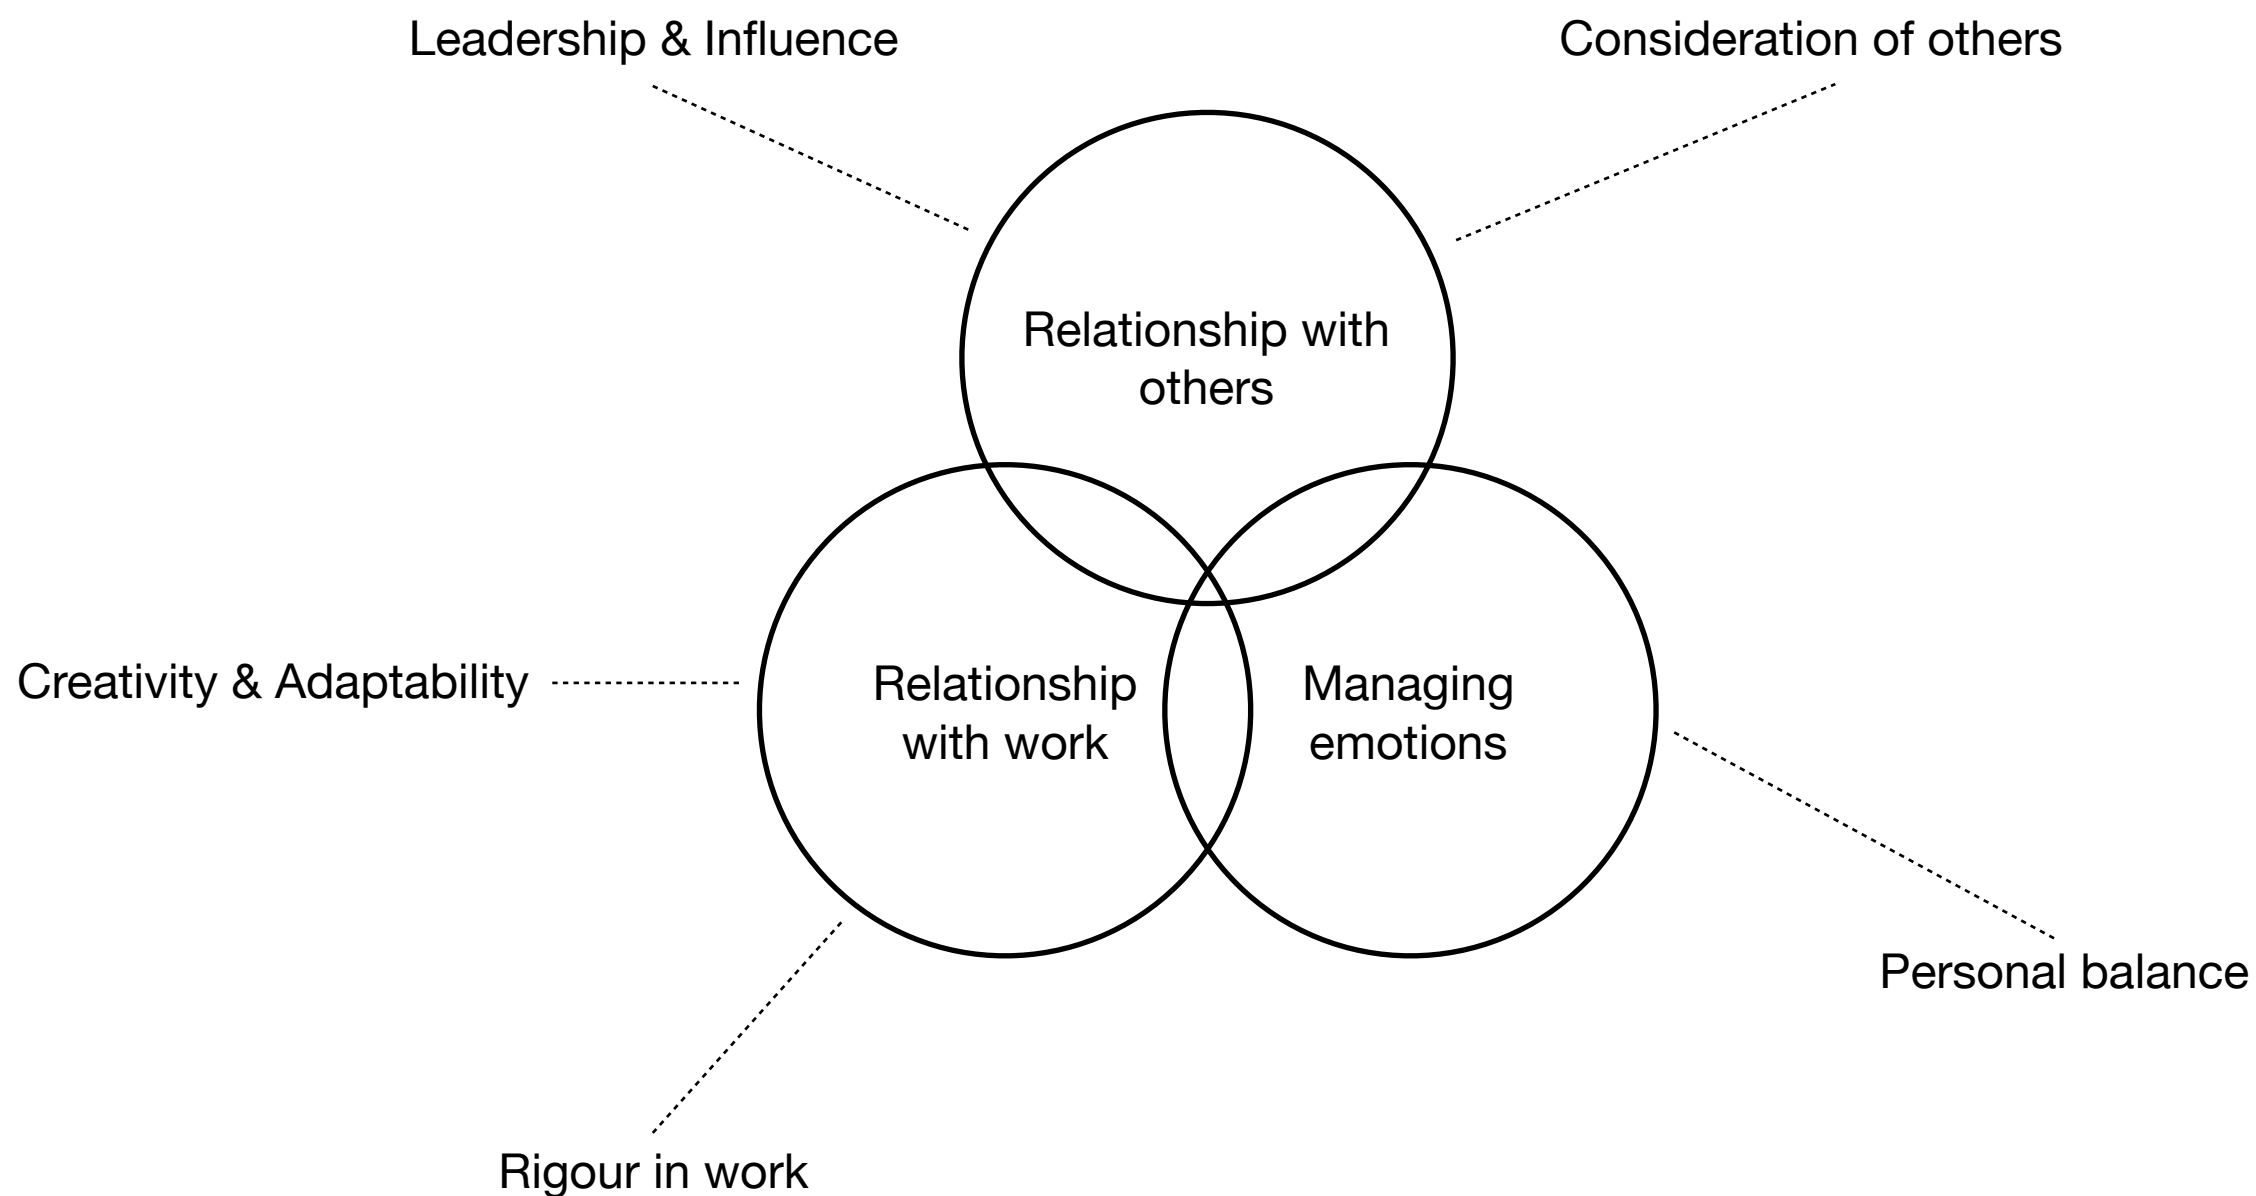 Leadership & Influence
Consideration of others
Relationship with
others
Creativity & Adaptability
Relationship
with work
Managing
emotions
Personal balance
Rigour in work